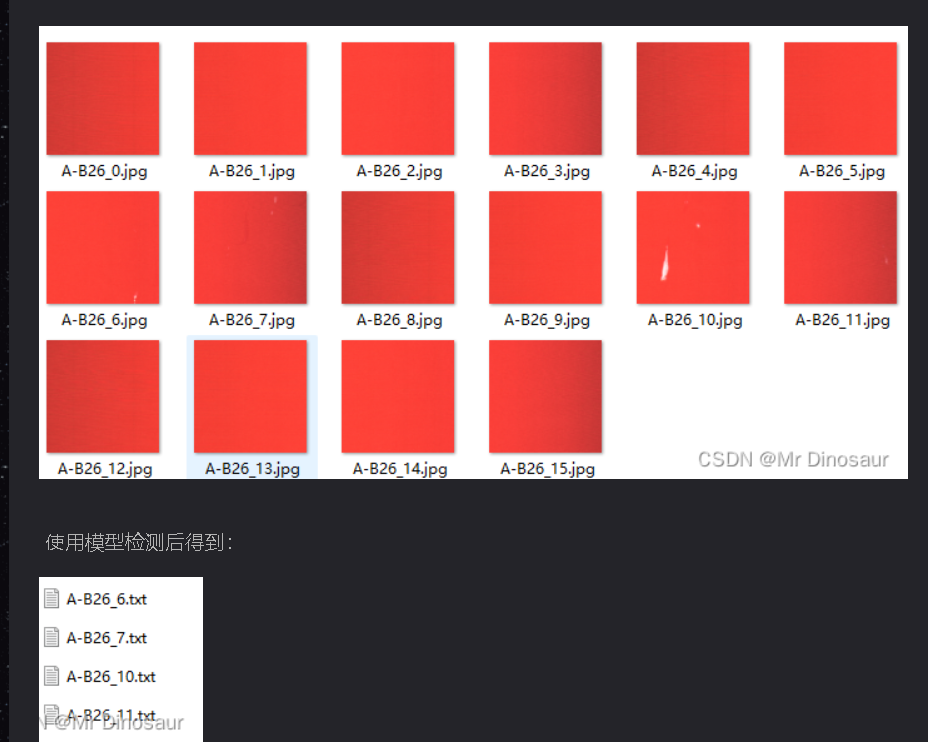 A-B26_0.jpg A-B26_1.jpg A-B26_2.jpg A-B26_3.jpg A-B26_4.jpg A-B26_5.jpg
A-B26_6.jpg A-B26_7.jpg A-B26_8.jpg A-B26_9.jpg A-B26_10.jpg A-B26_11.jpg
A-B26_12.jpg A-B26_13.jpg A-B26_14.jpg A-B26_15.jpg
CSDN @Mr Dinosaur
使用模型检测后得到：
A-B26_6.txt
A-B26_7.txt
A-B26_10.txt
A-B26_11.txt
N @Mr Dinosaur